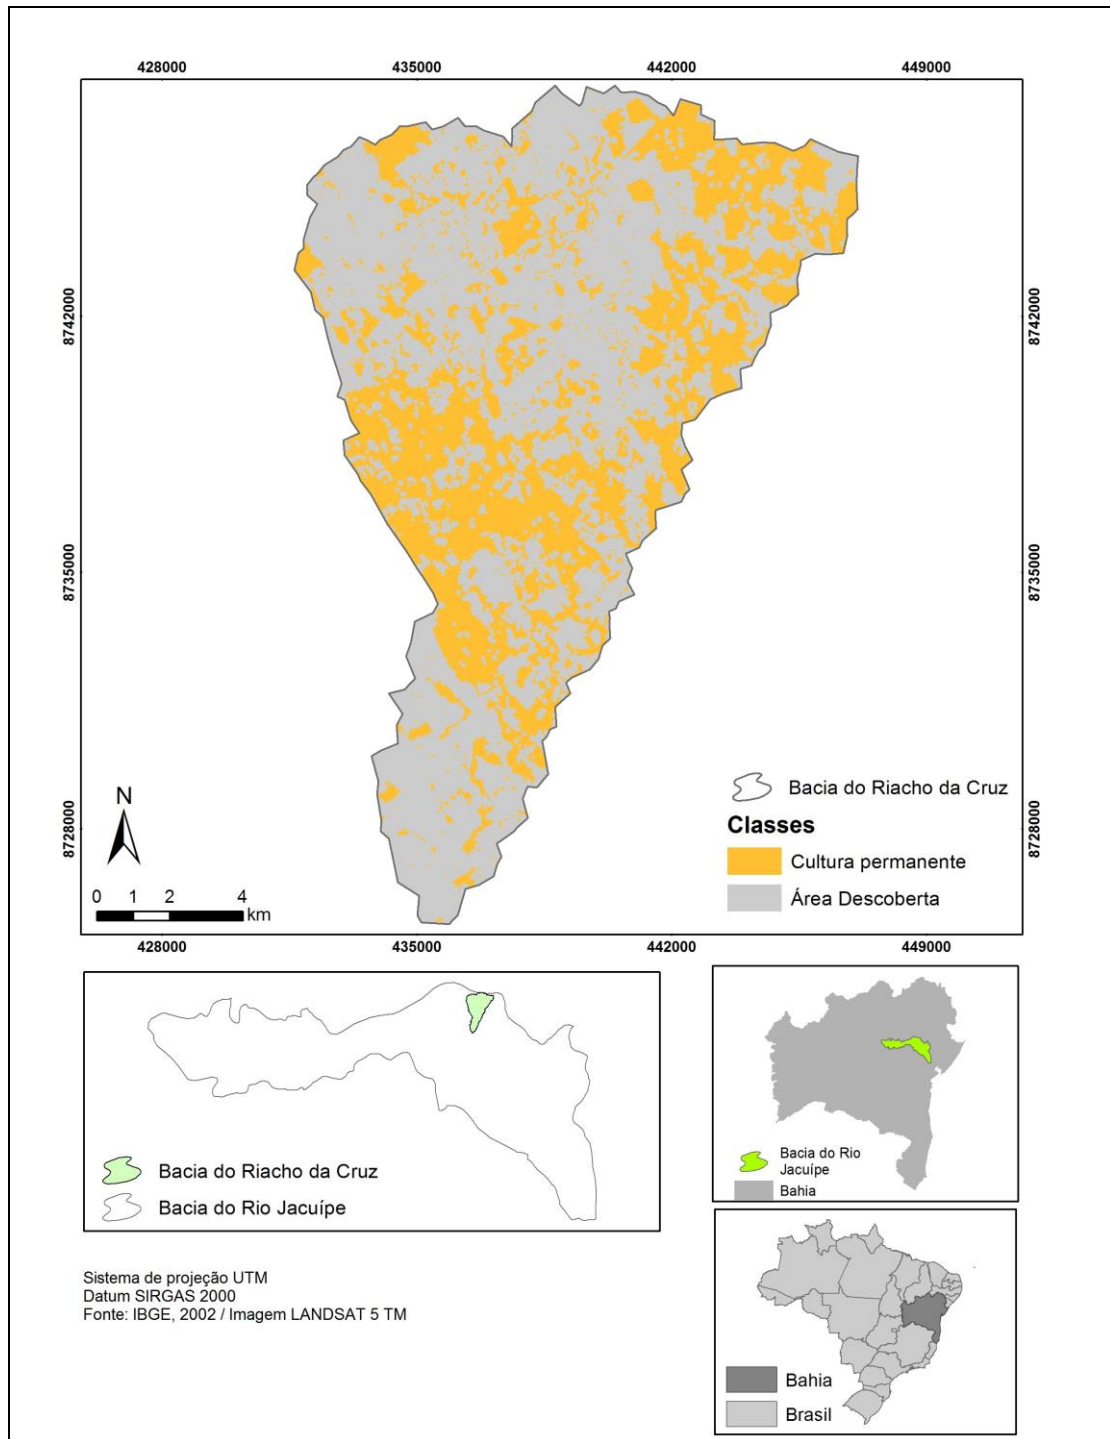 428000 435000 442000 449000
8742000 8742000
8735000 8735000
8728000 8728000
N
0 1 2 4
km
Bacia do Riacho da Cruz
Classes
Cultura permanente
Área Descoberta
428000 435000 442000 449000
Bacia do Riacho da Cruz
Bacia do Rio Jacuípe
Bacia do Rio
Jacuípe
Bahia
Sistema de projeção UTM
Datum SIRGAS 2000
Fonte: IBGE, 2002 / Imagem LANDSAT 5 TM
Bahia
Brasil